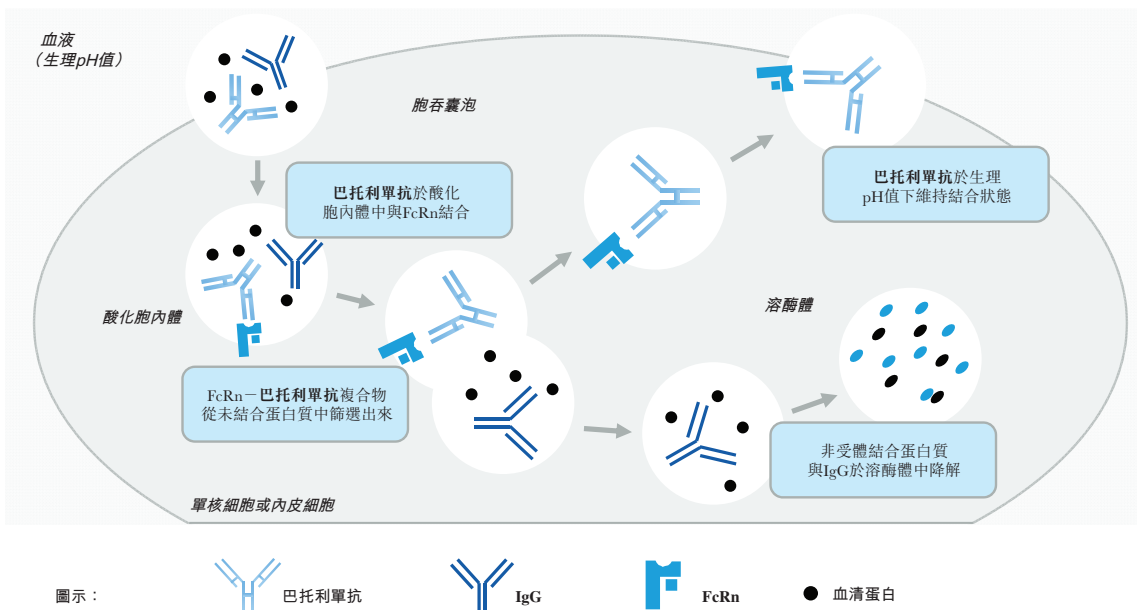 血液
（生理pH值）
胞吞囊泡
巴托利單抗於酸化
胞內體中與FcRn結合
巴托利單抗於生理
pH值下維持結合狀態
酸化胞內體
溶酶體
FcRn－巴托利單抗複合物
從未結合蛋白質中篩選出來
非受體結合蛋白質
與IgG於溶酶體中降解
單核細胞或內皮細胞
圖示：
巴托利單抗
IgG
FcRn
血清蛋白